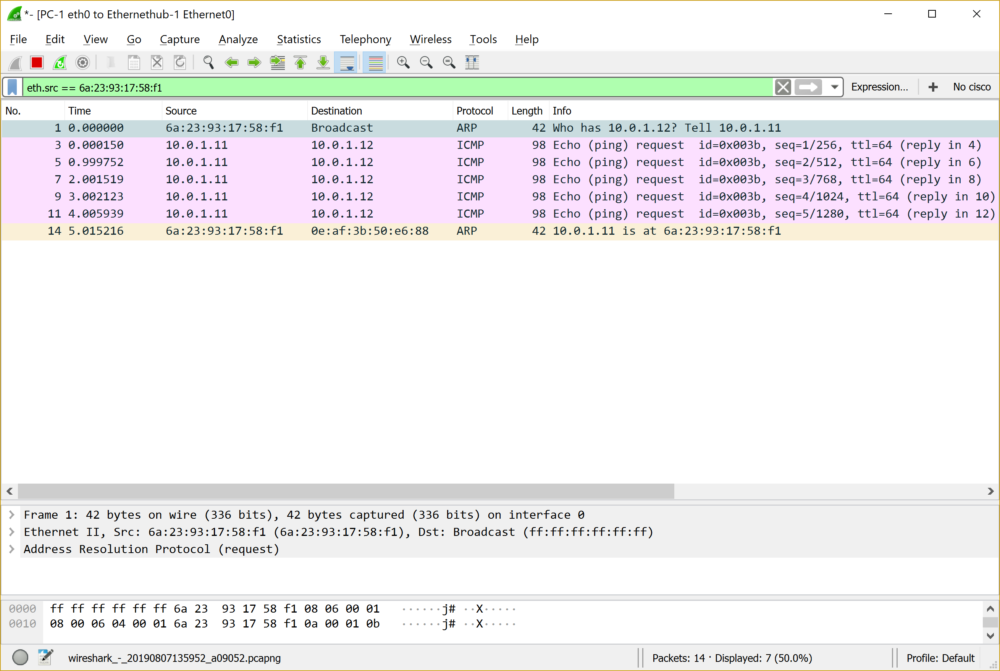 *- [PC-1 eth0 to Ethernethub-1 Ethernet0]
File Edit View Go Capture Analyze Statistics Telephony Wireless Tools Help
eth.src == 6a:23:93:17:58:f1 Expression... + No cisco
No. Time Source Destination Protocol Length Info
1 0.000000 6a:23:93:17:58:f1 Broadcast ARP 42 Who has 10.0.1.12? Tell 10.0.1.11
3 0.000150 10.0.1.11 10.0.1.12 ICMP 98 Echo (ping) request id=0x003b, seq=1/256, ttl=64 (reply in 4)
5 0.999752 10.0.1.11 10.0.1.12 ICMP 98 Echo (ping) request id=0x003b, seq=2/512, ttl=64 (reply in 6)
7 2.001519 10.0.1.11 10.0.1.12 ICMP 98 Echo (ping) request id=0x003b, seq=3/768, ttl=64 (reply in 8)
9 3.002123 10.0.1.11 10.0.1.12 ICMP 98 Echo (ping) request id=0x003b, seq=4/1024, ttl=64 (reply in 10)
11 4.005939 10.0.1.11 10.0.1.12 ICMP 98 Echo (ping) request id=0x003b, seq=5/1280, ttl=64 (reply in 12)
14 5.015216 6a:23:93:17:58:f1 0e:af:3b:50:e6:88 ARP 42 10.0.1.11 is at 6a:23:93:17:58:f1
Frame 1: 42 bytes on wire (336 bits), 42 bytes captured (336 bits) on interface 0
Ethernet II, Src: 6a:23:93:17:58:f1 (6a:23:93:17:58:f1), Dst: Broadcast (ff:ff:ff:ff:ff:ff)
Address Resolution Protocol (request)
0000 ff ff ff ff ff ff 6a 23 93 17 58 f1 08 06 00 01 ······j# ··X·····
0010 08 00 06 04 00 01 6a 23 93 17 58 f1 0a 00 01 0b ······j# ··X·····
wireshark_-_20190807135952_a09052.pcapng Packets: 14 · Displayed: 7 (50.0%) Profile: Default